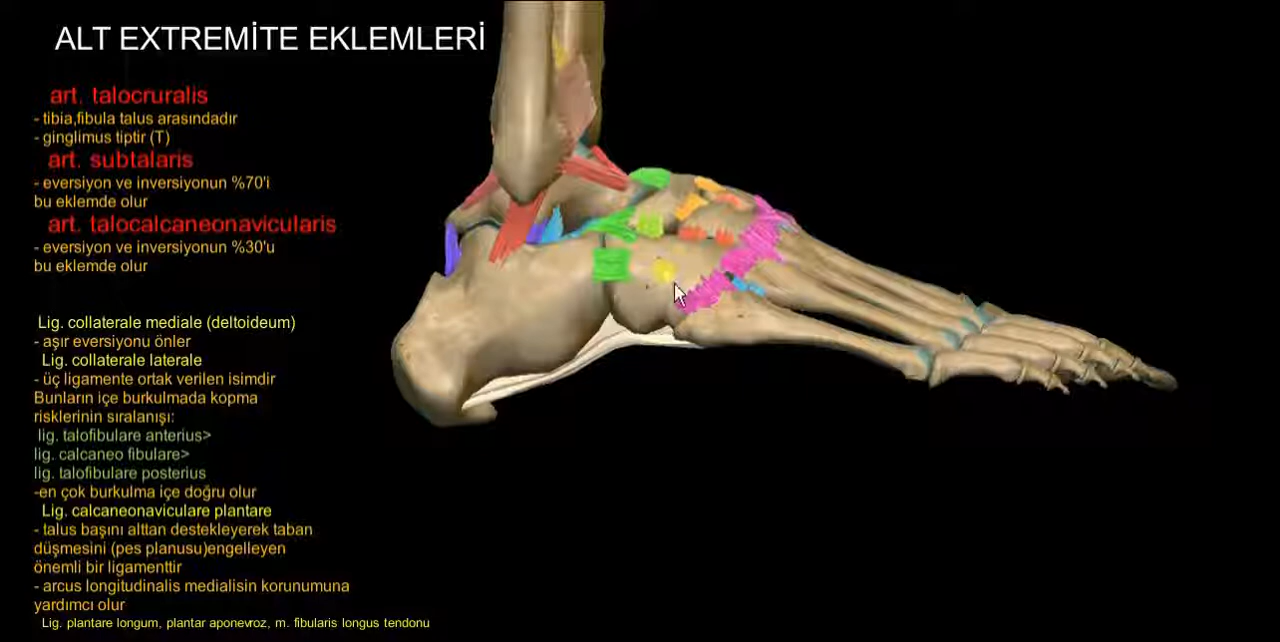 ALT EXTREMİTE EKLEMLERİ
art. talocruralis
- tibia,fibula talus arasındadır
- ginglimus tiptir (T)
art. subtalaris
- eversiyon ve inversiyonun %70'i
bu eklemde olur
art. talocalcaneonavicularis
- eversiyon ve inversiyonun %30'u
bu eklemde olur
Lig. collaterale mediale (deltoideum)
- aşır eversiyonu önler
Lig. collaterale laterale
- üç ligamente ortak verilen isimdir
Bunların içe burkulmada kopma
risklerinin sıralanışı:
lig. talofibulare anterius>
lig. calcaneo fibulare>
lig. talofibulare posterius
-en çok burkulma içe doğru olur
Lig. calcaneonaviculare plantare
- talus başını alttan destekleyerek taban
düşmesini (pes planusu)engelleyen
önemli bir ligamenttir
- arcus longitudinalis medialisin korunumuna
yardımcı olur
Lig. plantare longum, plantar aponevroz, m. fibularis longus tendonu